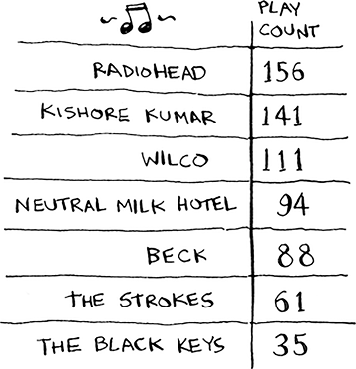 PLAY
COUNT
RADIOHEAD 156
KISHORE KUMAR 141
WILCO 111
NEUTRAL MILK HOTEL 94
BECK 88
THE STROKES 61
THE BLACK KEYS 35